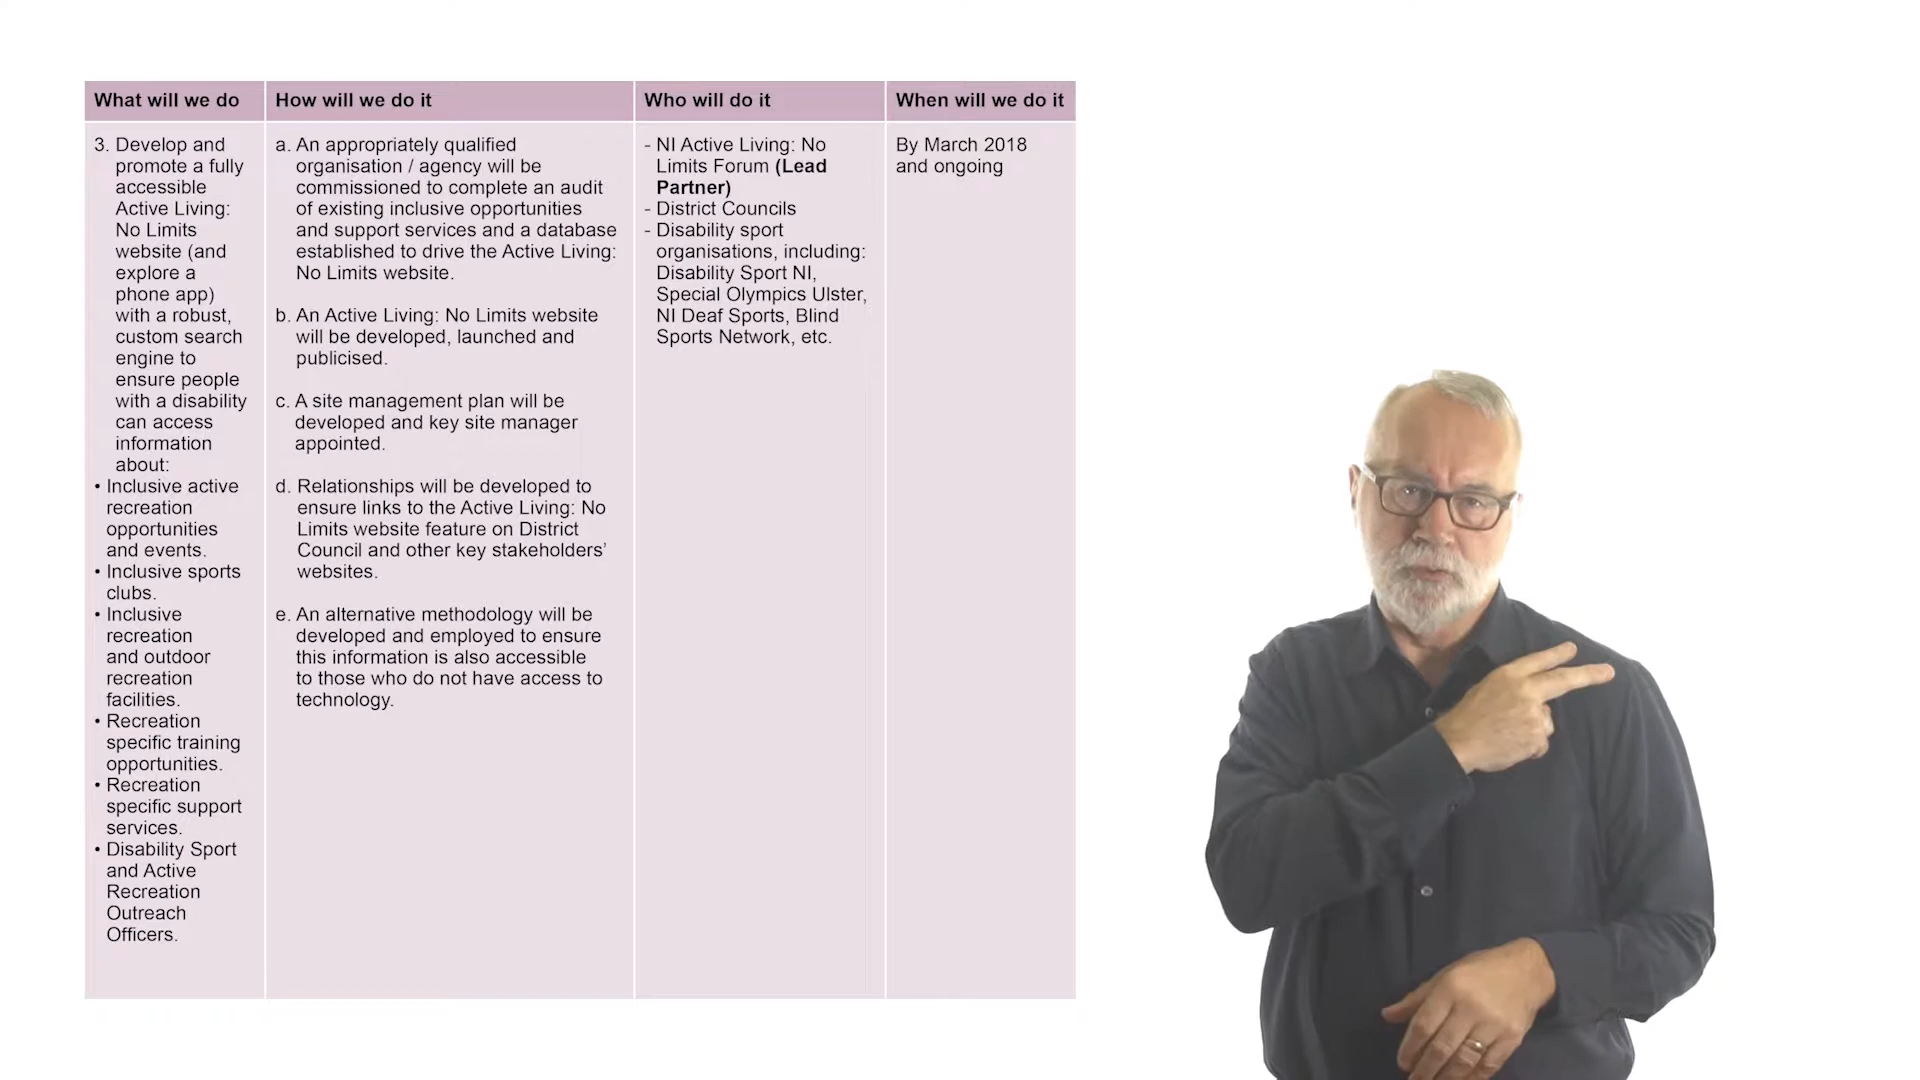 What will we do
How will we do it
Who will do it
When will we do it
3. Develop and
promote a fully
accessible
Active Living:
No Limits
website (and
explore a
phone app)
with a robust,
custom search
engine to
ensure people
with a disability
can access
information
about:
• Inclusive active
recreation
opportunities
and events.
• Inclusive sports
clubs.
• Inclusive
recreation
and outdoor
recreation
facilities.
• Recreation
specific training
opportunities.
• Recreation
specific support
services.
• Disability Sport
and Active
Recreation
Outreach
Officers.
a. An appropriately qualified
organisation / agency will be
commissioned to complete an audit
of existing inclusive opportunities
and support services and a database
established to drive the Active Living:
No Limits website.
b. An Active Living: No Limits website
will be developed, launched and
publicised.
c. A site management plan will be
developed and key site manager
appointed.
d. Relationships will be developed to
ensure links to the Active Living: No
Limits website feature on District
Council and other key stakeholders’
websites.
e. An alternative methodology will be
developed and employed to ensure
this information is also accessible
to those who do not have access to
technology.
- NI Active Living: No
Limits Forum (Lead
Partner)
- District Councils
- Disability sport
organisations, including:
Disability Sport NI,
Special Olympics Ulster,
NI Deaf Sports, Blind
Sports Network, etc.
By March 2018
and ongoing